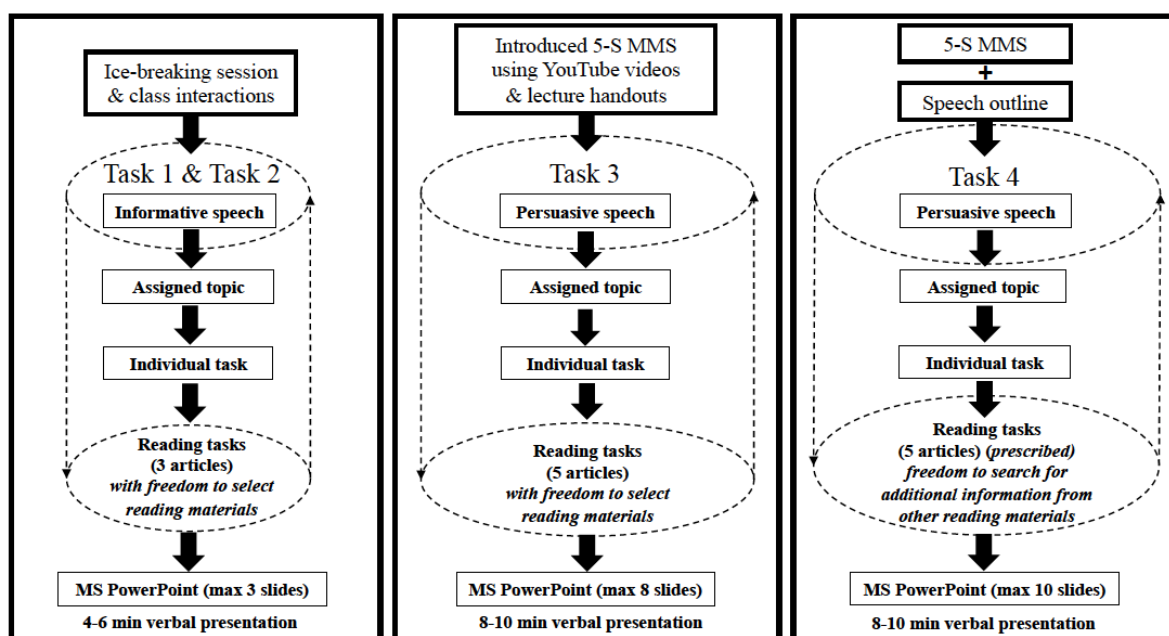 Ice-breaking session
& class interactions
Task 1 & Task 2
Informative speech
Assigned topic
Individual task
Reading tasks
(3 articles)
with freedom to select
reading materials
MS PowerPoint (max 3 slides)
4-6 min verbal presentation
Introduced 5-S MMS
using YouTube videos
& lecture handouts
Task 3
Persuasive speech
Assigned topic
Individual task
Reading tasks
(5 articles)
with freedom to select
reading materials
MS PowerPoint (max 8 slides)
8-10 min verbal presentation
5-S MMS
+
Speech outline
Task 4
Persuasive speech
Assigned topic
Individual task
Reading tasks
(5 articles) (prescribed)
freedom to search for
additional information from
other reading materials
MS PowerPoint (max 10 slides)
8-10 min verbal presentation